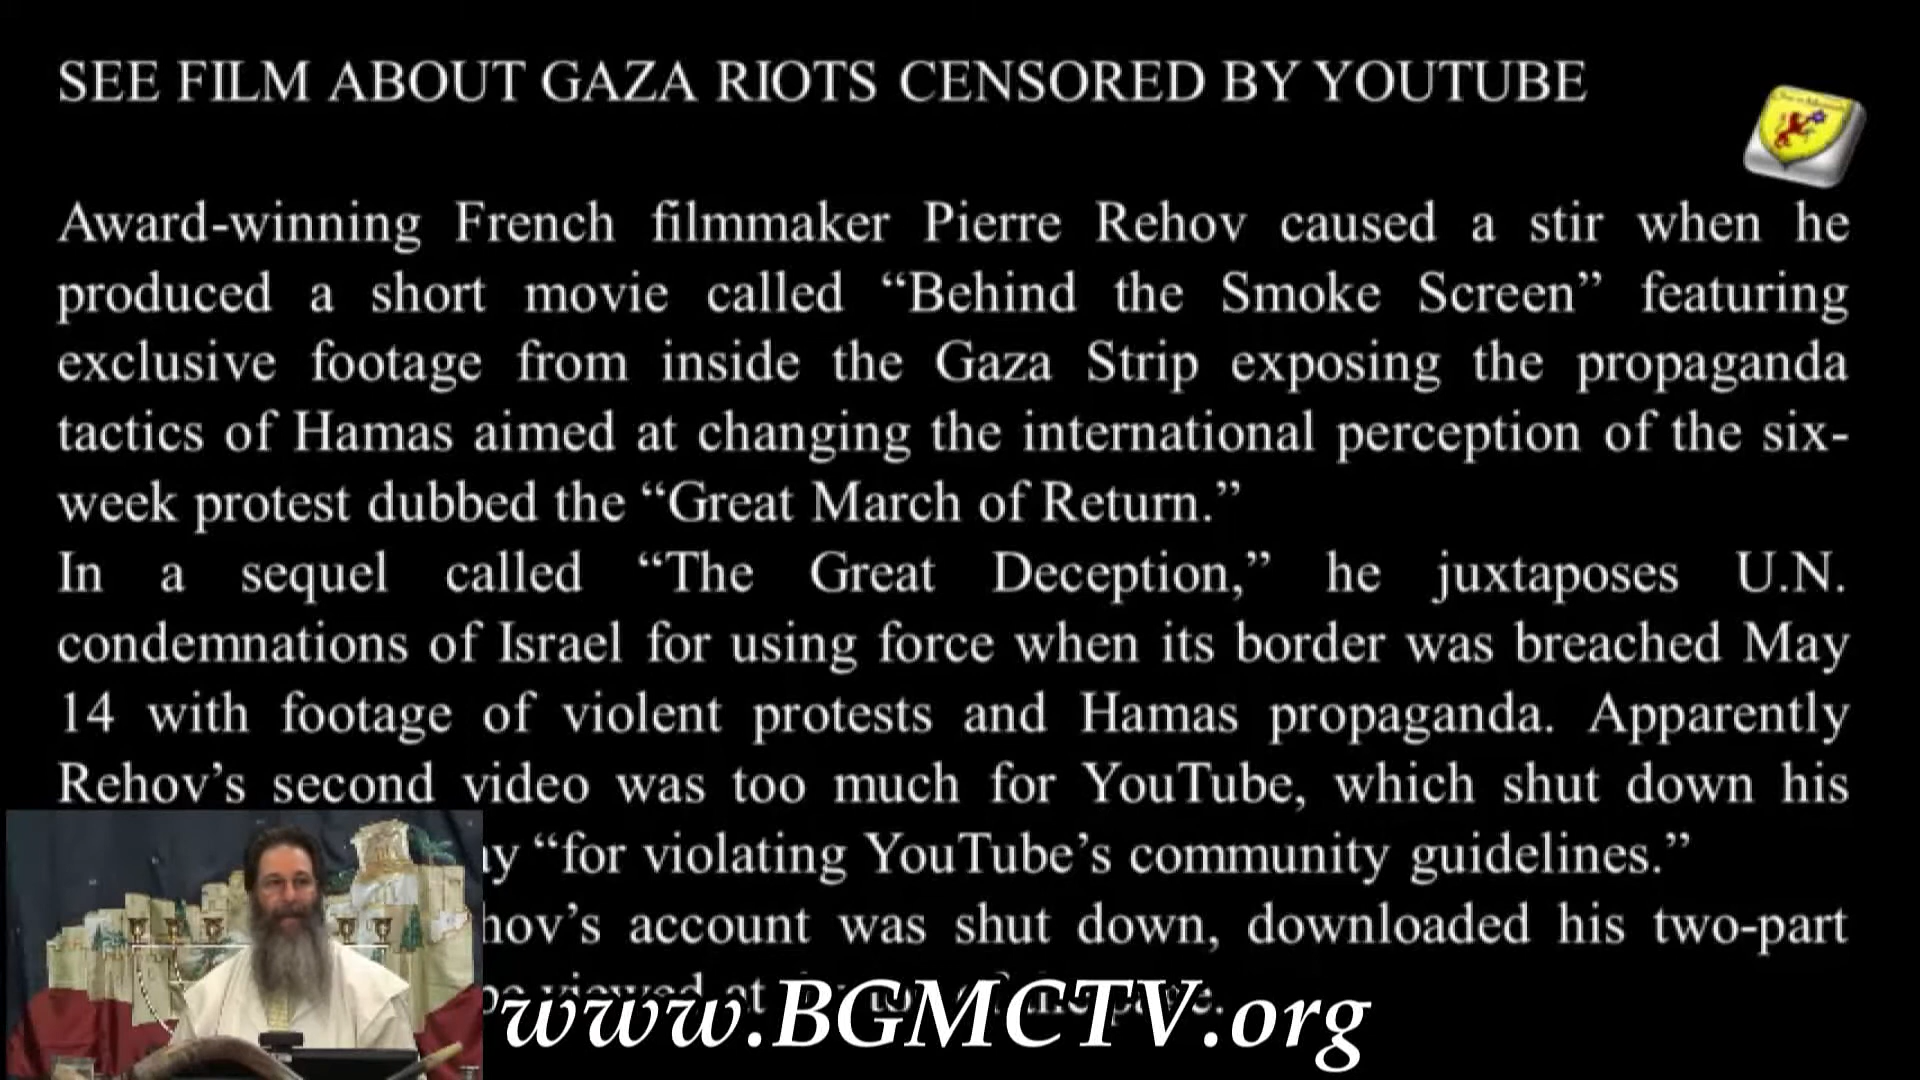 SEE FILM ABOUT GAZA RIOTS CENSORED BY YOUTUBE
Award-winning French filmmaker Pierre Rehov caused a stir when he
produced a short movie called “Behind the Smoke Screen” featuring
exclusive footage from inside the Gaza Strip exposing the propaganda
tactics of Hamas aimed at changing the international perception of the six-
week protest dubbed the “Great March of Return.”
In a sequel called “The Great Deception,” he juxtaposes U.N.
condemnations of Israel for using force when its border was breached May
14 with footage of violent protests and Hamas propaganda. Apparently
Rehov’s second video was too much for YouTube, which shut down his
“for violating YouTube’s community guidelines.”
account was shut down, downloaded his two-part
viewed at
www.BGMCTV.org